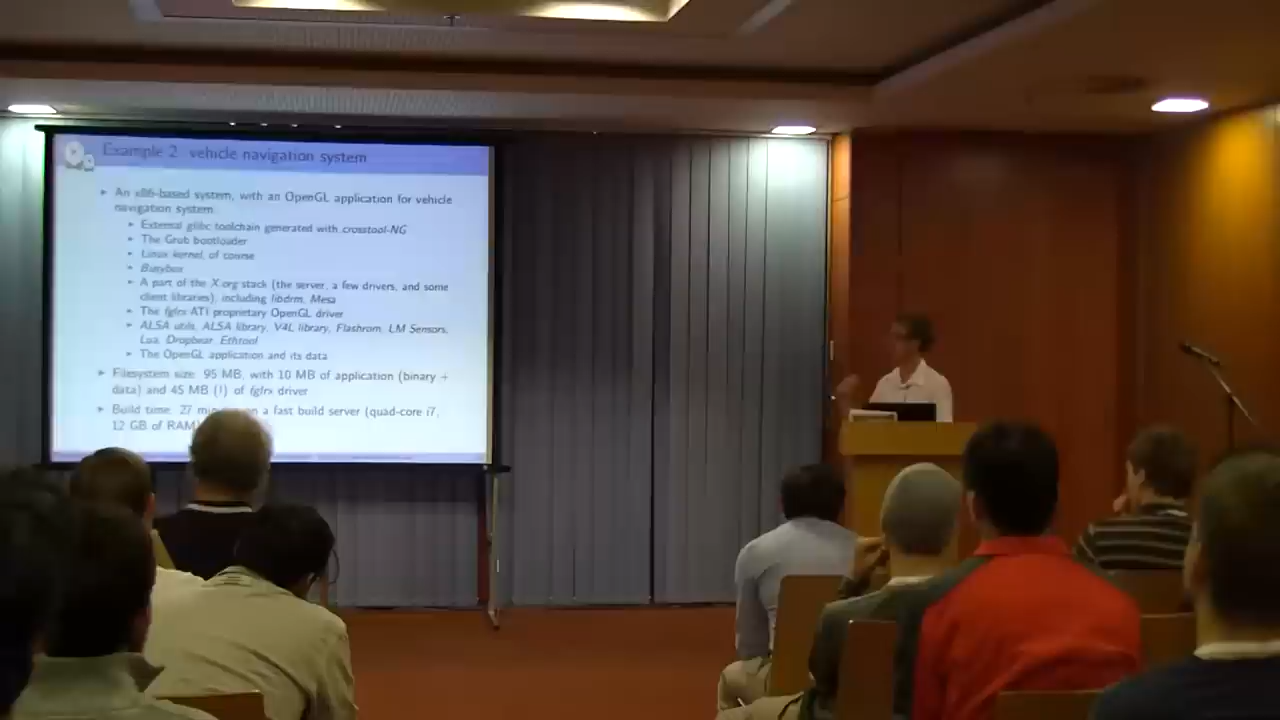 Example 2: vehicle navigation system
▸ An x86-based system, with an OpenGL application for vehicle
navigation system.
▸ External glibc toolchain generated with crosstool-NG
▸ The Grub bootloader
▸ Linux kernel, of course
▸ Busybox
▸ A part of the X.org stack (the server, a few drivers, and some
client libraries), including libdrm, Mesa
▸ The fglrx ATI proprietary OpenGL driver
▸ ALSA utils, ALSA library, V4L library, Flashrom, LM Sensors,
Lua, Dropbear, Ethtool
▸ The OpenGL application and its data
▸ Filesystem size: 95 MB, with 10 MB of application (binary +
data) and 45 MB (!) of fglrx driver
▸ Build time: 27 on a fast build server (quad-core i7,
12 GB of RAM)